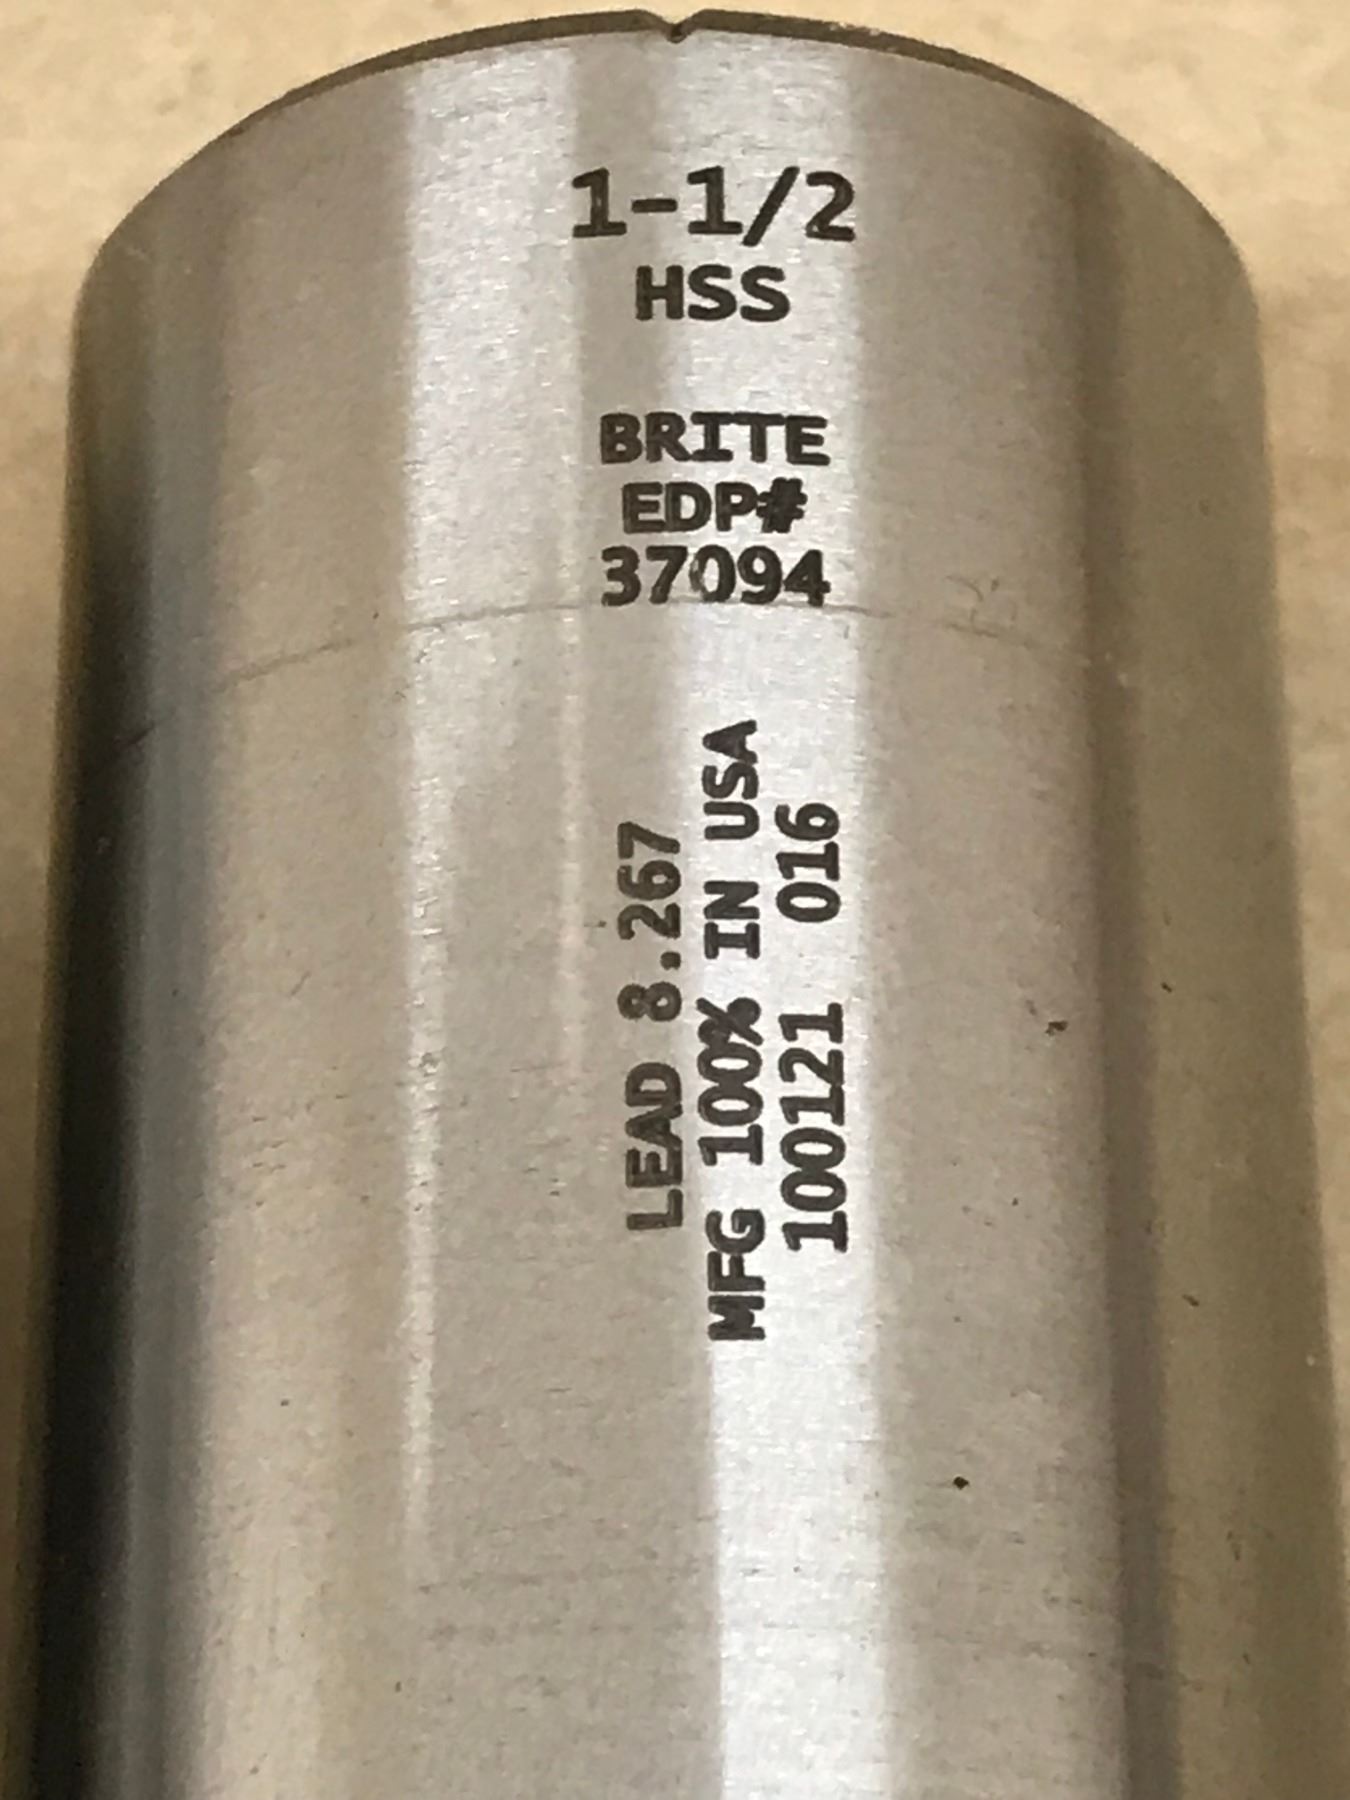 1-1/2
HSS
BRITE
EDP#
37094
LEAD 8.267
MFG 100% IN USA
100121 016